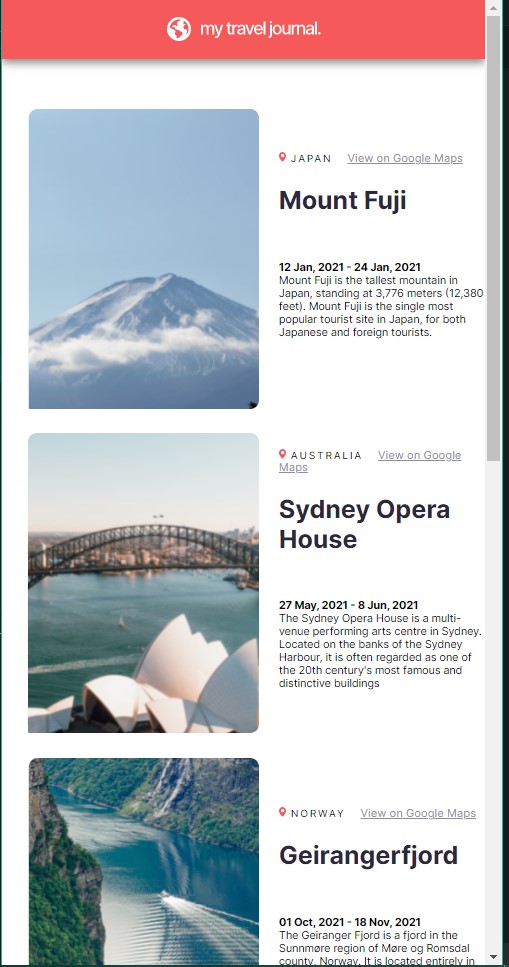 my travel journal.
JAPAN View on Google Maps
Mount Fuji
12 Jan, 2021 - 24 Jan, 2021
Mount Fuji is the tallest mountain in
Japan, standing at 3,776 meters (12,380
feet). Mount Fuji is the single most
popular tourist site in Japan, for both
Japanese and foreign tourists.
AUSTRALIA View on Google
Maps
Sydney Opera
House
27 May, 2021 - 8 Jun, 2021
The Sydney Opera House is a multi-
venue performing arts centre in Sydney.
Located on the banks of the Sydney
Harbour, it is often regarded as one of
the 20th century's most famous and
distinctive buildings
NORWAY View on Google Maps
Geirangerfjord
01 Oct, 2021 - 18 Nov, 2021
The Geiranger Fjord is a fjord in the
Sunnmøre region of Møre og Romsdal
county, Norway. It is located entirely in